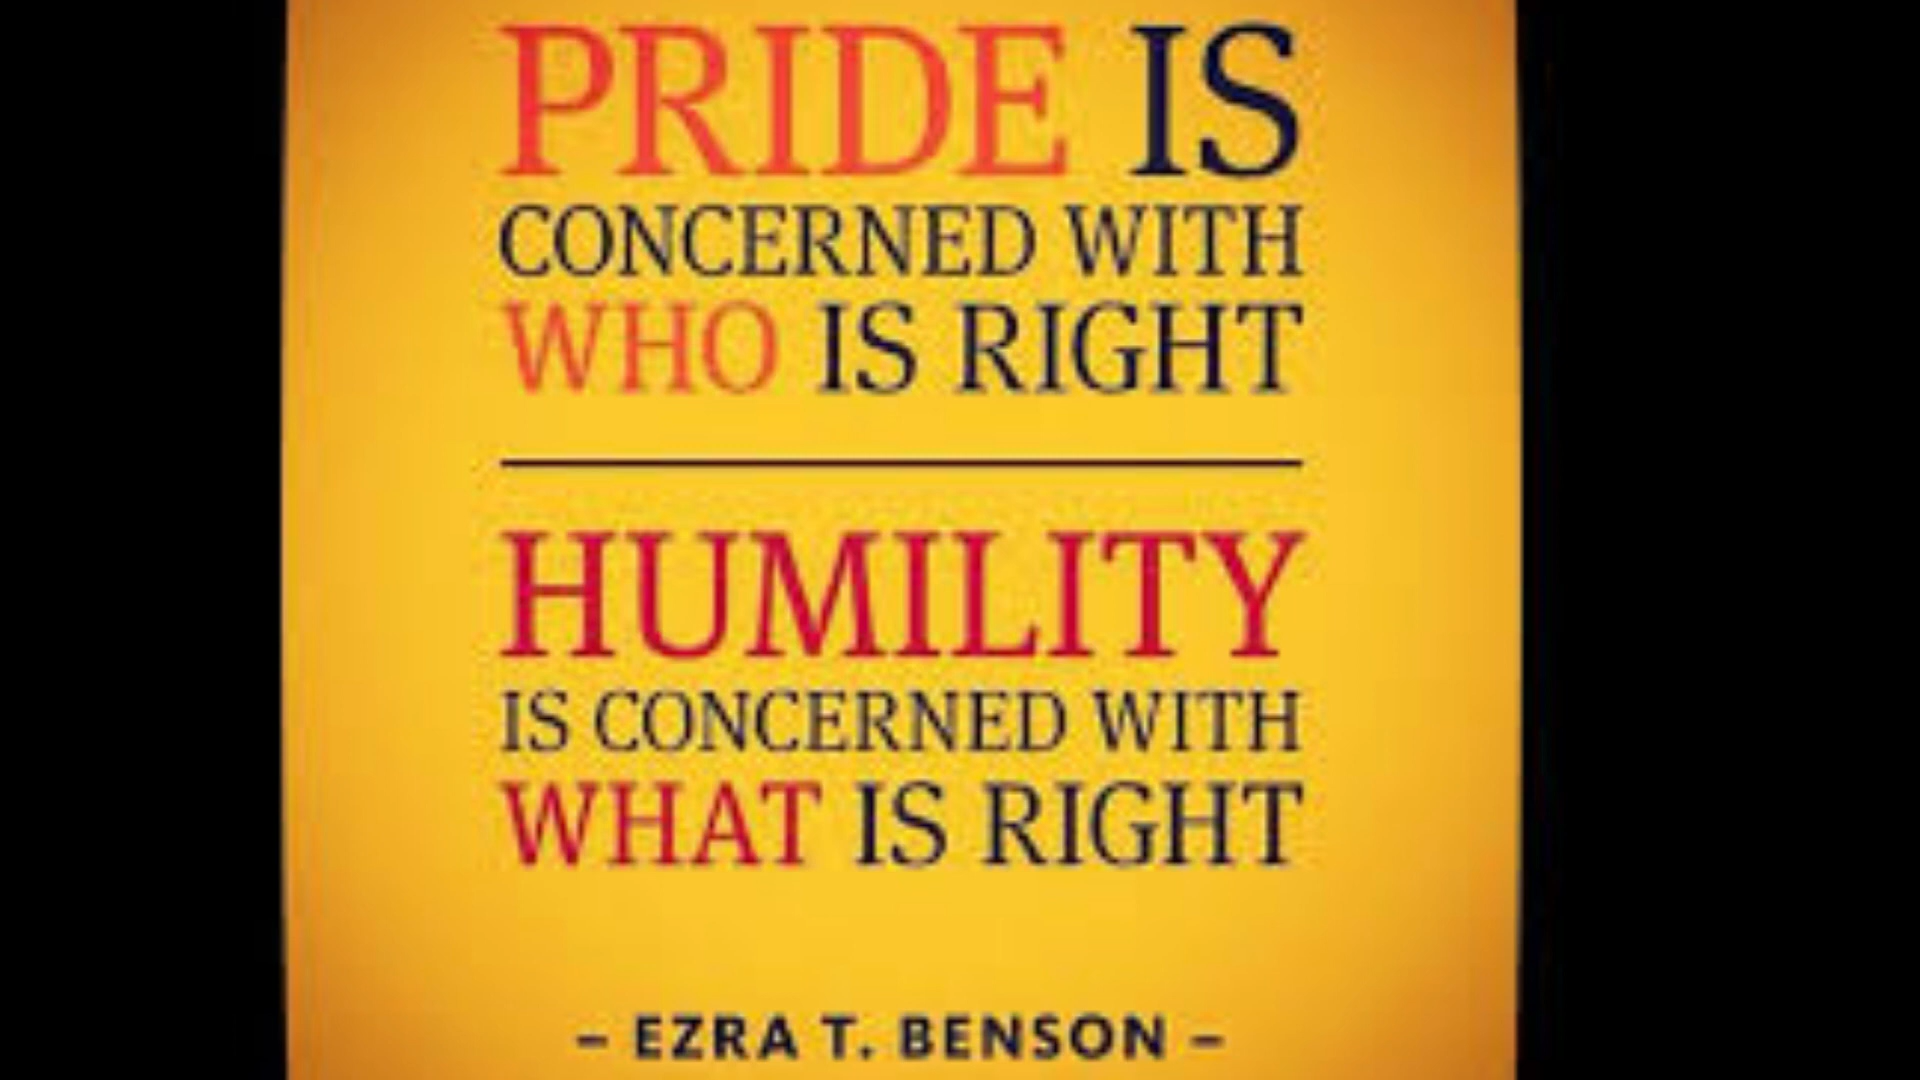 PRIDE IS
CONCERNED WITH
WHO IS RIGHT
HUMILITY
IS CONCERNED WITH
WHAT IS RIGHT
– EZRA T. BENSON –